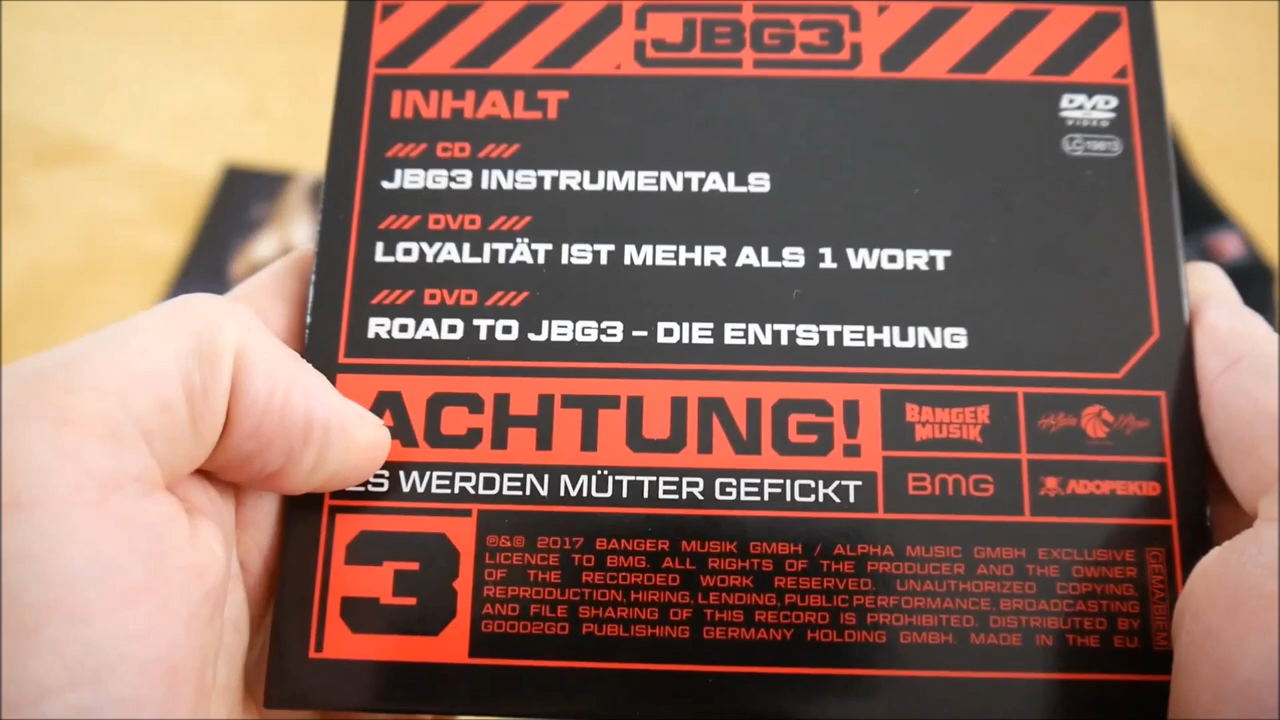 JBG3
INHALT
DVD
VIDEO
/// CD ///
LC 19813
JBG3 INSTRUMENTALS
/// DVD ///
LOYALITÄT IST MEHR ALS 1 WORT
/// DVD ///
ROAD TO JBG3 – DIE ENTSTEHUNG
ACHTUNG!
ES WERDEN MÜTTER GEFICKT
BANGER
MUSIK
BMG
ADOPEKID
3
℗&© 2017 BANGER MUSIK GMBH / ALPHA MUSIC GMBH EXCLUSIVE
LICENCE TO BMG. ALL RIGHTS OF THE PRODUCER AND THE OWNER
OF THE RECORDED WORK RESERVED. UNAUTHORIZED COPYING,
REPRODUCTION, HIRING, LENDING, PUBLIC PERFORMANCE, BROADCASTING
AND FILE SHARING OF THIS RECORD IS PROHIBITED. DISTRIBUTED BY
GOOD2GO PUBLISHING GERMANY HOLDING GMBH. MADE IN THE EU.
GEMA/BIEM